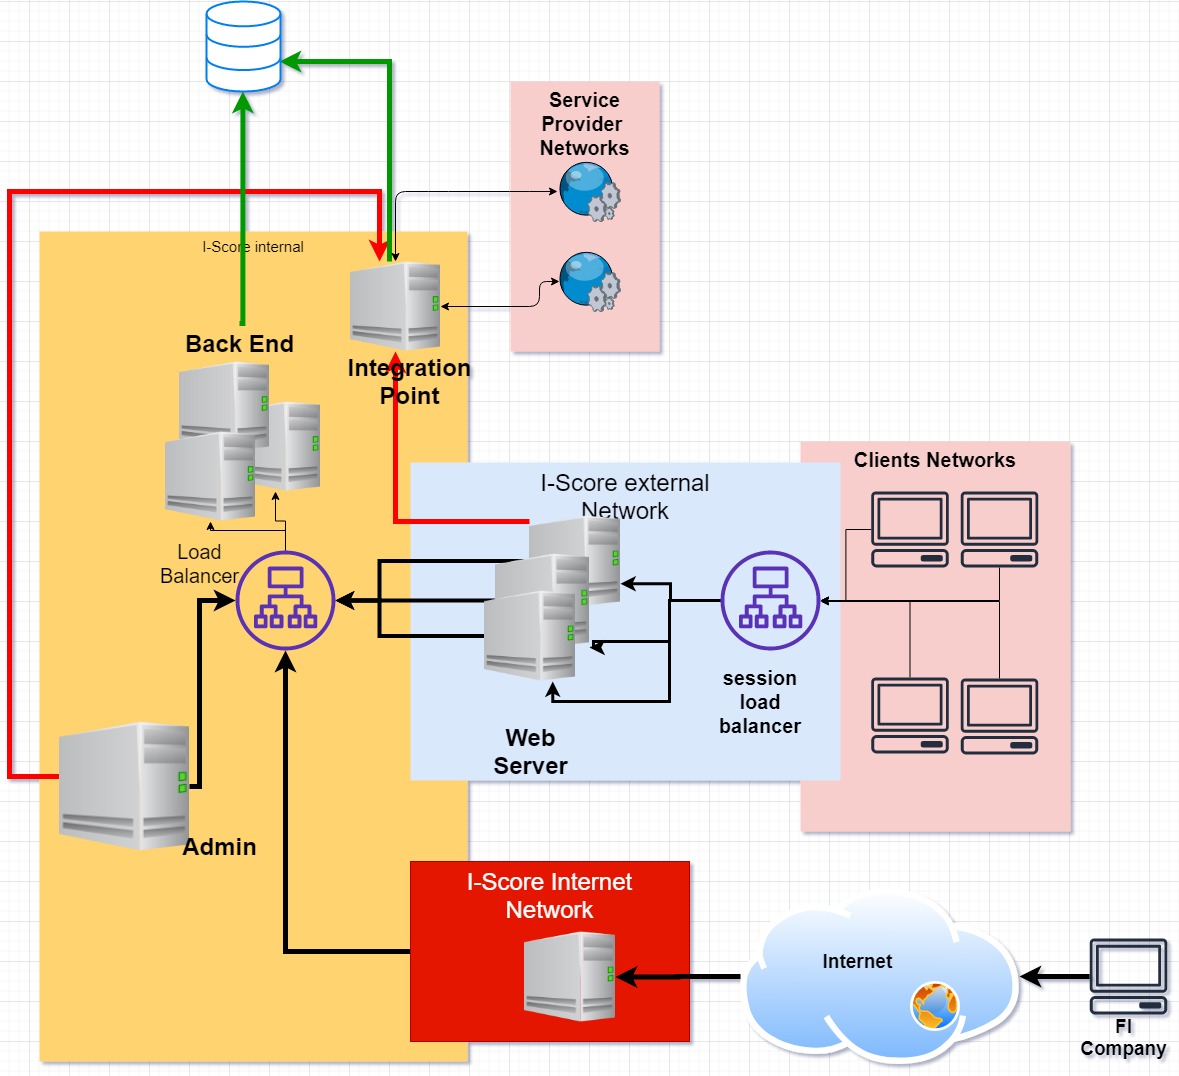 Service
Provider
Networks
I-Score internal
Back End
Integration
Point
Clients Networks
I-Score external
Network
Load
Balancer
session
load
balancer
Web
Server
Admin
I-Score Internet
Network
Internet
FI
Company